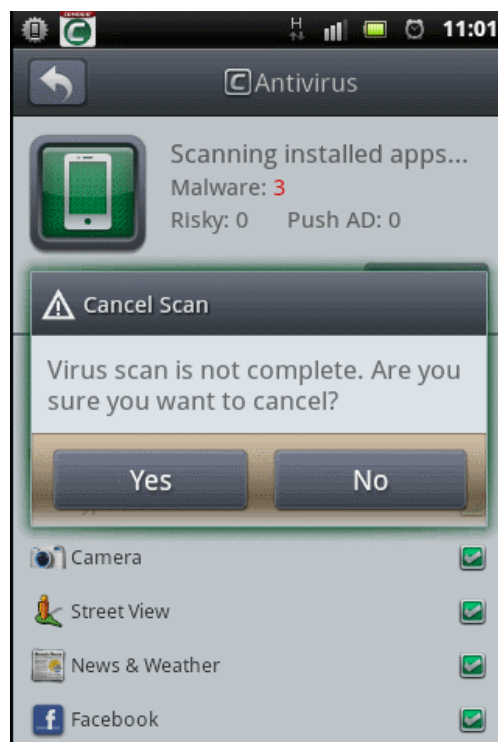 H
11:01
C Antivirus
Scanning installed apps...
Malware: 3
Risky: 0 Push AD: 0
Cancel Scan
Virus scan is not complete. Are you
sure you want to cancel?
Yes No
Camera
Street View
News & Weather
Facebook